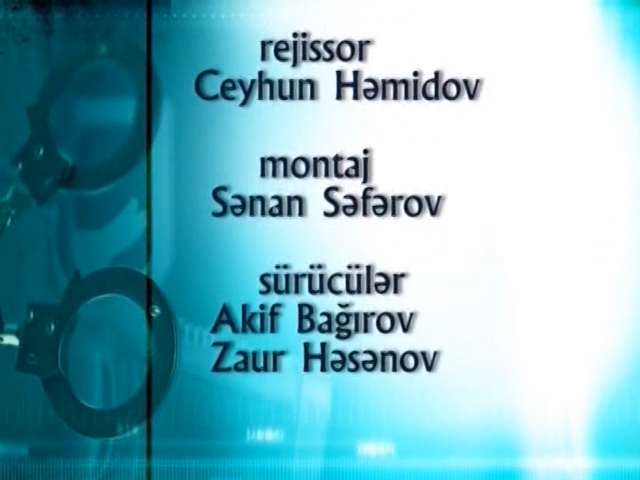 rejissor
Ceyhun Həmidov
montaj
Sənan Səfərov
sürücülər
Akif Bağırov
Zaur Həsənov